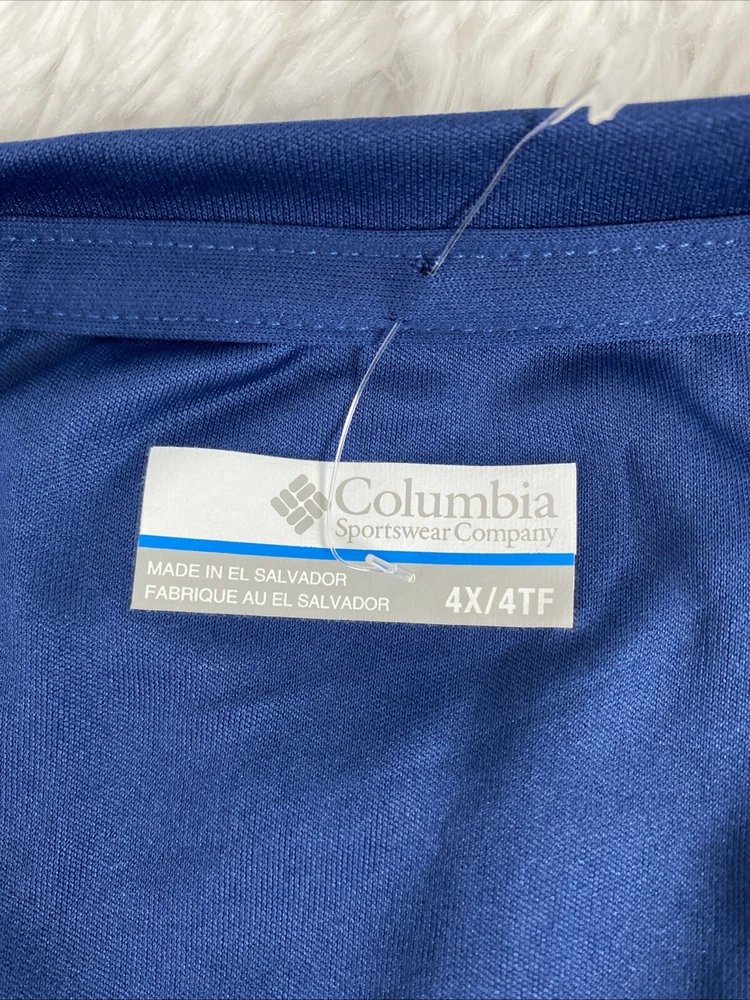 Columbia
Sportswear Company
MADE IN EL SALVADOR
FABRIQUE AU EL SALVADOR
4X/4TF